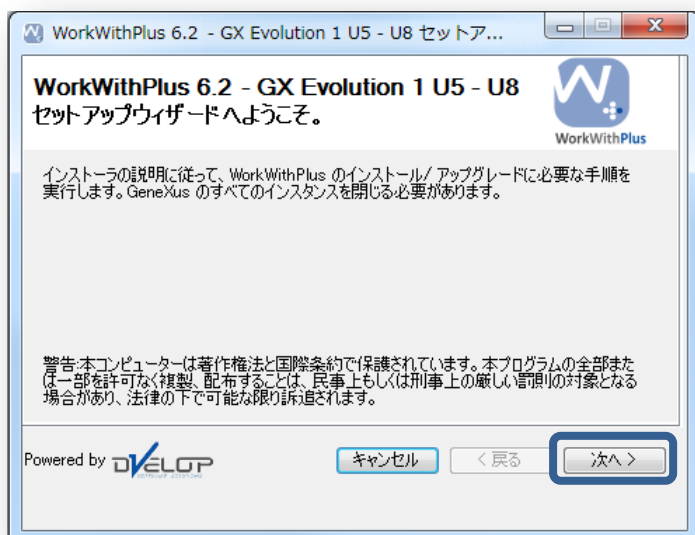 WorkWithPlus 6.2 - GX Evolution 1 U5 - U8 セットア...
WorkWithPlus 6.2 - GX Evolution 1 U5 - U8
セットアップウィザードへようこそ。
WorkWithPlus
インストーラの説明に従って、WorkWithPlus のインストール/ アップグレードに必要な手順を
実行します。GeneXus のすべてのインスタンスを閉じる必要があります。
警告:本コンピューターは著作権法と国際条約で保護されています。本プログラムの全部また
は一部を許可なく複製、配布することは、民事上もしくは刑事上の厳しい罰則の対象となる
場合があり、法律の下で可能な限り訴追されます。
Powered by DVELOP
キャンセル
< 戻る
次へ >